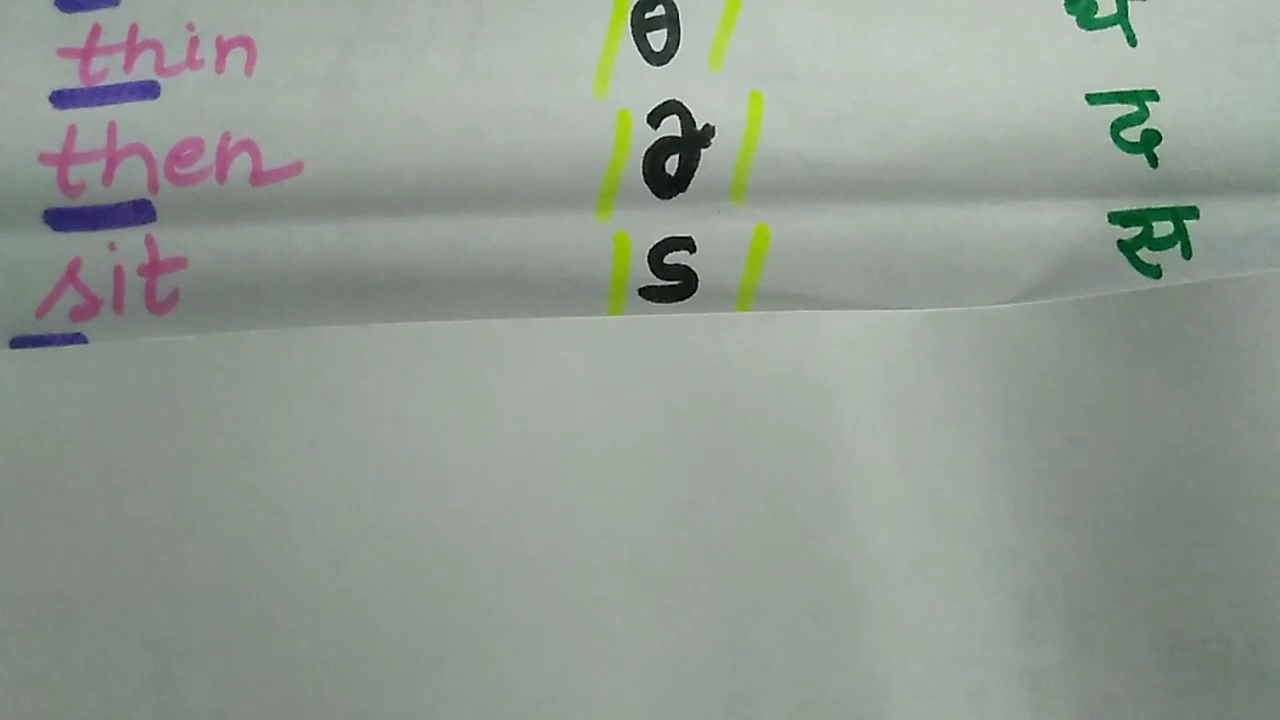 thin /θ/ थ
then /ð/ द
sit /s/ स